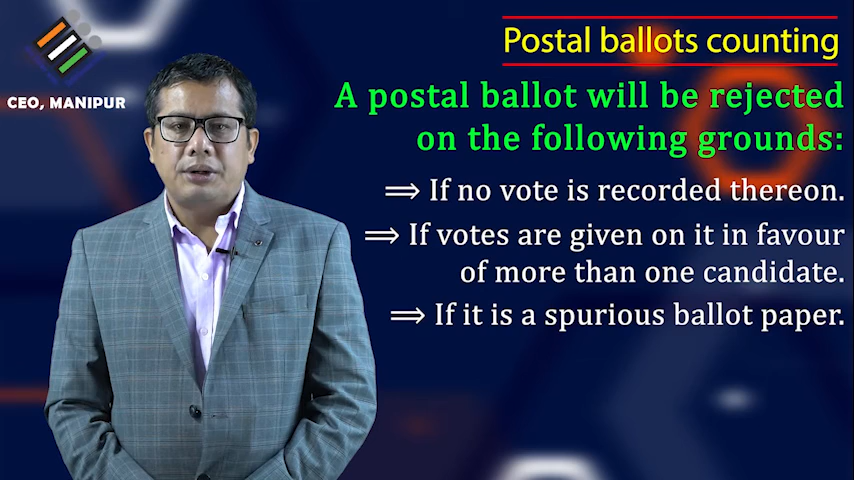 CEO, MANIPUR
Postal ballots counting
A postal ballot will be rejected
on the following grounds:
⟹ If no vote is recorded thereon.
⟹ If votes are given on it in favour
of more than one candidate.
⟹ If it is a spurious ballot paper.